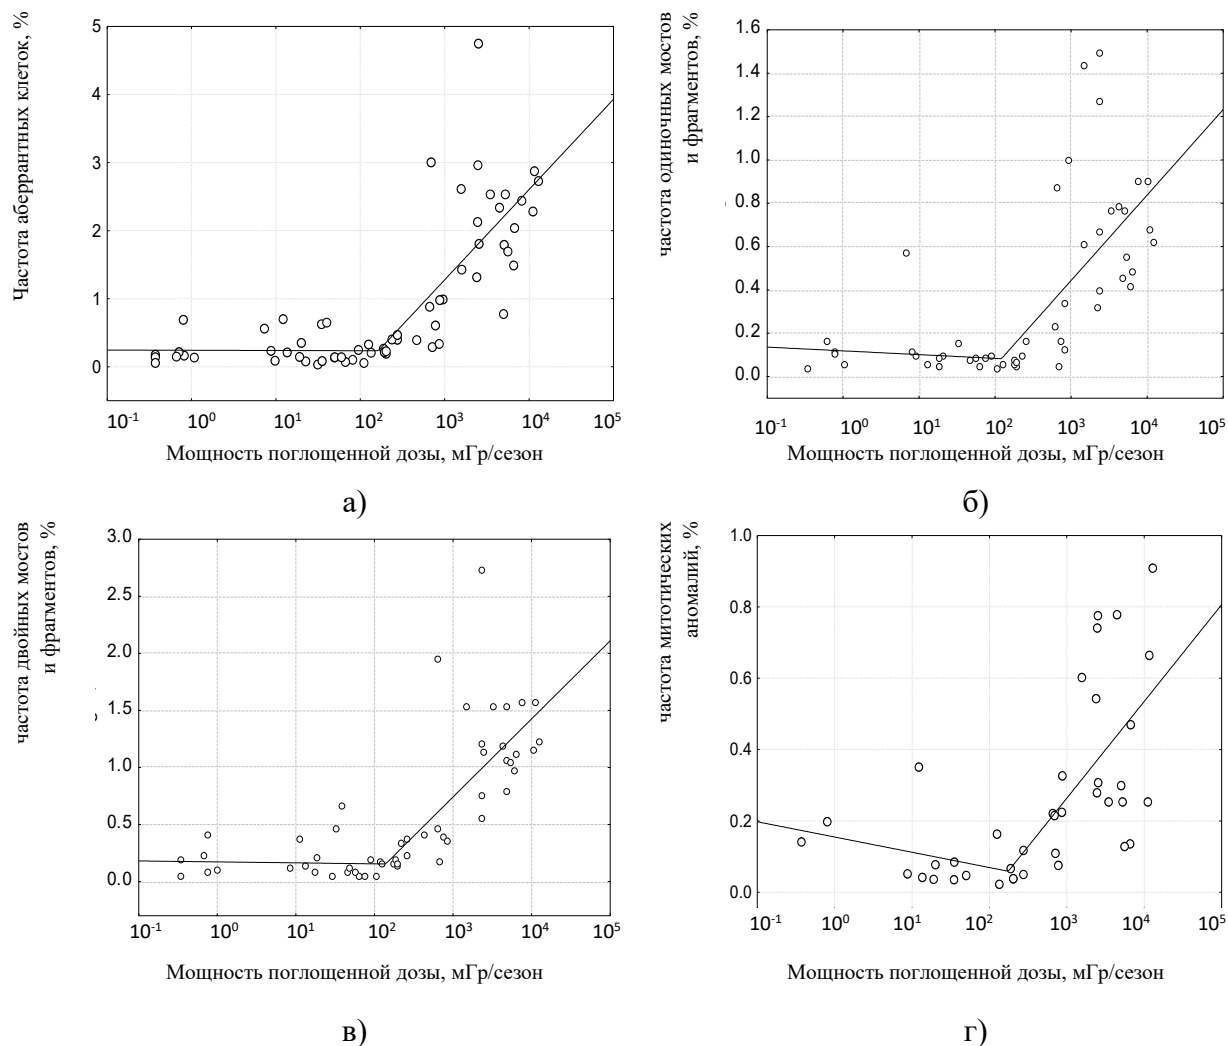 Частота аберрантных клеток, %
5
4
3
2
1
0
10⁻¹ 10⁰ 10¹ 10² 10³ 10⁴ 10⁵
Мощность поглощенной дозы, мГр/сезон
а)
частота одиночных мостов
и фрагментов, %
1.6
1.4
1.2
1.0
0.8
0.6
0.4
0.2
0.0
10⁻¹ 10⁰ 10¹ 10² 10³ 10⁴ 10⁵
Мощность поглощенной дозы, мГр/сезон
б)
частота двойных мостов
и фрагментов, %
3.0
2.5
2.0
1.5
1.0
0.5
0.0
10⁻¹ 10⁰ 10¹ 10² 10³ 10⁴ 10⁵
Мощность поглощенной дозы, мГр/сезон
в)
частота митотических
аномалий, %
1.0
0.8
0.6
0.4
0.2
0.0
10⁻¹ 10⁰ 10¹ 10² 10³ 10⁴ 10⁵
Мощность поглощенной дозы, мГр/сезон
г)